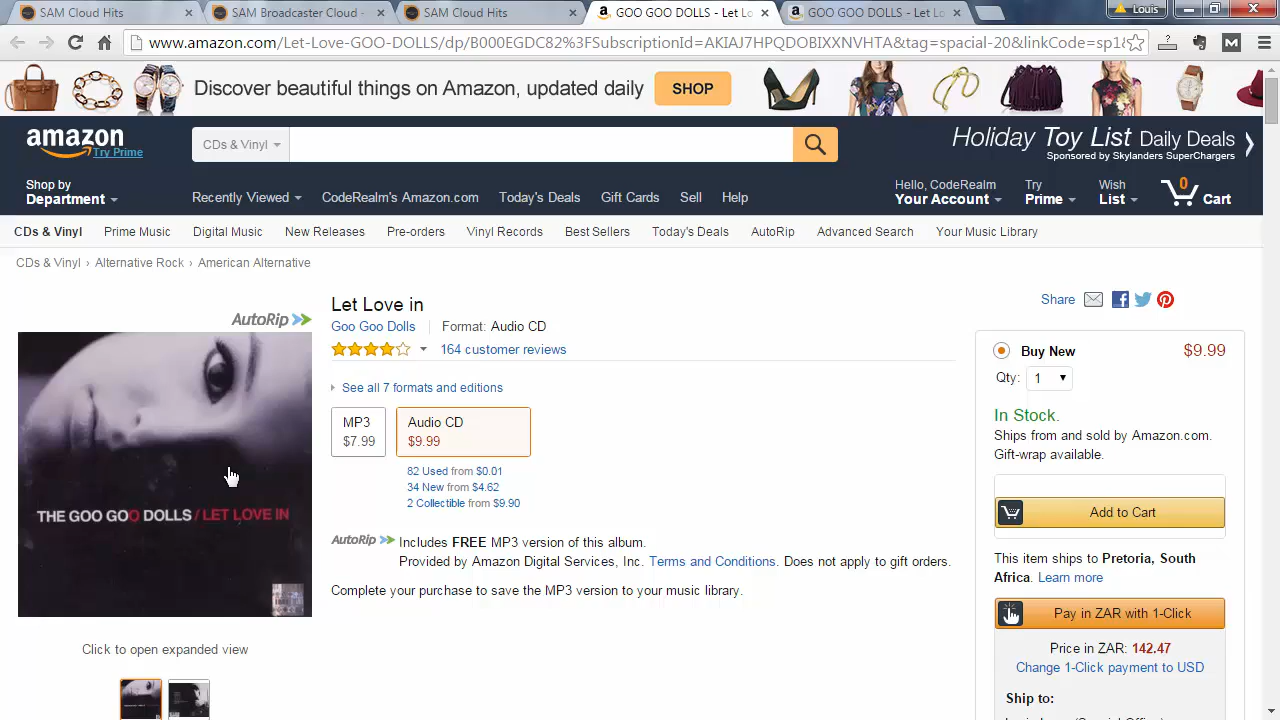 SAM Cloud Hits
SAM Broadcaster Cloud -
SAM Cloud Hits
GOO GOO DOLLS - Let Lo
GOO GOO DOLLS - Let Lo
Louis
www.amazon.com/Let-Love-GOO-DOLLS/dp/B000EGDC82%3FSubscriptionId=AKIAJ7HPQDOBIXXNVHTA&tag=spacial-20&linkCode=sp1&
Discover beautiful things on Amazon, updated daily
SHOP
amazon
Try Prime
CDs & Vinyl
Holiday Toy List Daily Deals
Sponsored by Skylanders SuperChargers
Shop by
Department
Recently Viewed
CodeRealm's Amazon.com
Today's Deals
Gift Cards
Sell
Help
Hello, CodeRealm
Your Account
Try
Prime
Wish
List
0
Cart
CDs & Vinyl
Prime Music
Digital Music
New Releases
Pre-orders
Vinyl Records
Best Sellers
Today's Deals
AutoRip
Advanced Search
Your Music Library
CDs & Vinyl › Alternative Rock › American Alternative
AutoRip
THE GOO GOO DOLLS / LET LOVE IN
Click to open expanded view
Let Love in
Goo Goo Dolls
Format: Audio CD
164 customer reviews
See all 7 formats and editions
MP3
$7.99
Audio CD
$9.99
82 Used from $0.01
34 New from $4.62
2 Collectible from $9.90
AutoRip Includes FREE MP3 version of this album.
Provided by Amazon Digital Services, Inc. Terms and Conditions. Does not apply to gift orders.
Complete your purchase to save the MP3 version to your music library.
Share
Buy New
$9.99
Qty: 1
In Stock.
Ships from and sold by Amazon.com.
Gift-wrap available.
Add to Cart
This item ships to Pretoria, South
Africa. Learn more
Pay in ZAR with 1-Click
Price in ZAR: 142.47
Change 1-Click payment to USD
Ship to: